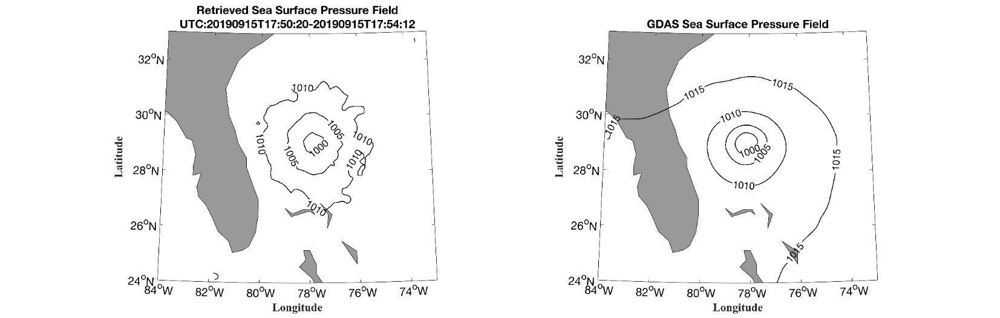 Retrieved Sea Surface Pressure Field
UTC:20190915T17:50:20-20190915T17:54:12
32°N
30°N
28°N
26°N
24°N
84°W
82°W
80°W
78°W
76°W
74°W
Latitude
Longitude
1010
1005
1010
1010
1000
1005
1010
1010
GDAS Sea Surface Pressure Field
32°N
30°N
28°N
26°N
24°N
84°W
82°W
80°W
78°W
76°W
74°W
Latitude
Longitude
1015
1015
1010
1015
1000
1005
1015
1010
1015